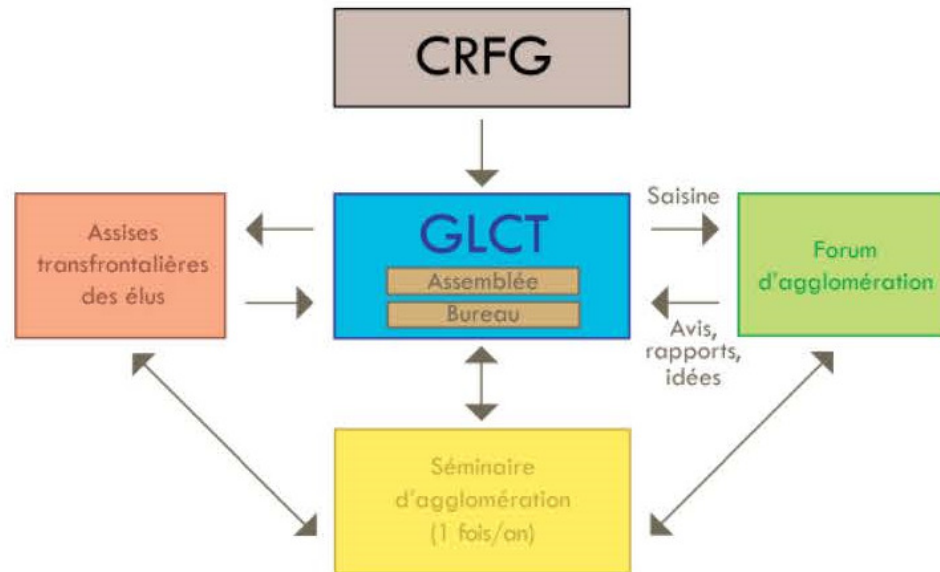 CRFG
Assises
transfrontalières
des élus
GLCT
Assemblée
Bureau
Saisine
Avis,
rapports,
idées
Forum
d'agglomération
Séminaire
d'agglomération
(1 fois/an)